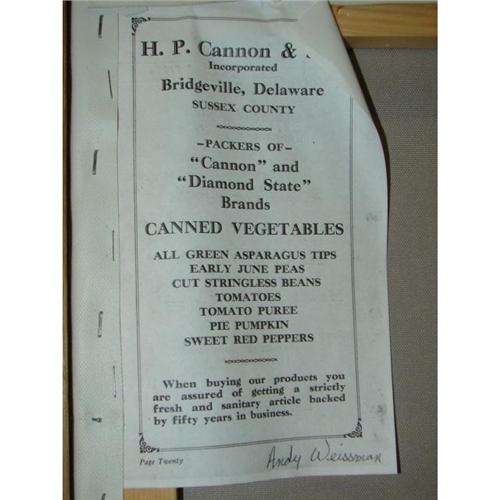 H. P. Cannon &
Incorporated
Bridgeville, Delaware
SUSSEX COUNTY
-PACKERS OF-
"Cannon" and
"Diamond State"
Brands
CANNED VEGETABLES
ALL GREEN ASPARAGUS TIPS
EARLY JUNE PEAS
CUT STRINGLESS BEANS
TOMATOES
TOMATO PUREE
PIE PUMPKIN
SWEET RED PEPPERS
When buying our products you
are assured of getting a strictly
fresh and sanitary article backed
by fifty years in business.
Page Twenty
Andy Weissman